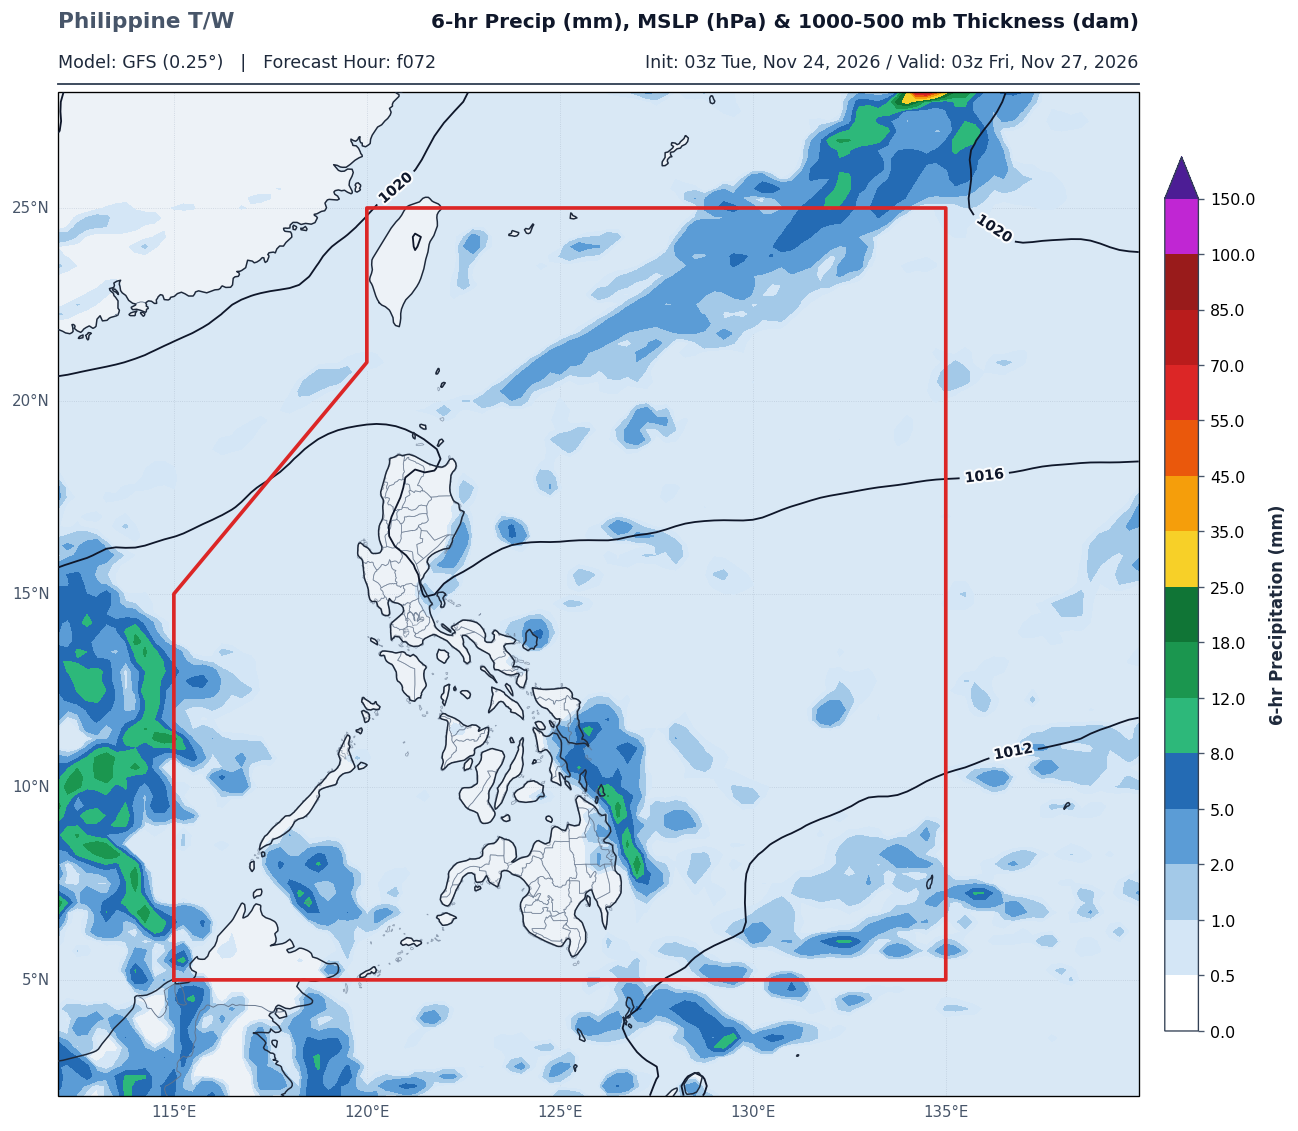 Philippine T/W
6-hr Precip (mm), MSLP (hPa) & 1000-500 mb Thickness (dam)
Model: GFS (0.25°)   |   Forecast Hour: f072
Init: 03z Tue, Nov 24, 2026 / Valid: 03z Fri, Nov 27, 2026
25°N
20°N
15°N
10°N
5°N
115°E
120°E
125°E
130°E
135°E
1020
1020
1016
1012
150.0
100.0
85.0
70.0
55.0
45.0
35.0
25.0
18.0
12.0
8.0
5.0
2.0
1.0
0.5
0.0
6-hr Precipitation (mm)